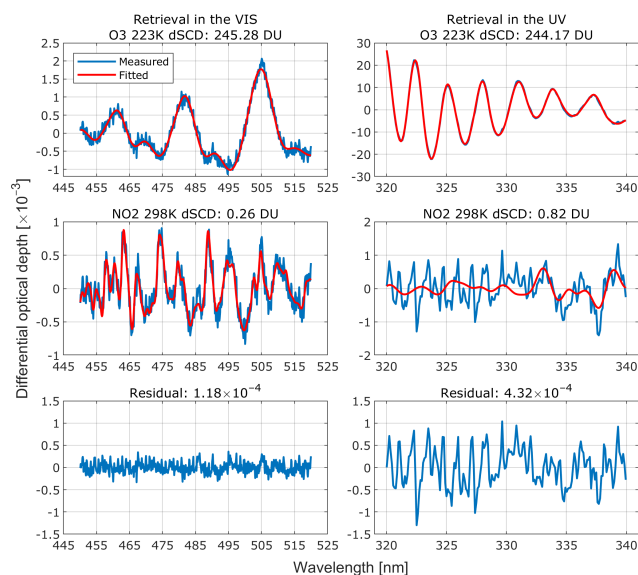 Retrieval in the VIS
O3 223K dSCD: 245.28 DU
Retrieval in the UV
O3 223K dSCD: 244.17 DU
Measured
Fitted
2.5
2
1.5
1
0.5
0
-0.5
-1
445 455 465 475 485 495 505 515 525
30
20
10
0
-10
-20
-30
320 325 330 335 340
NO2 298K dSCD: 0.26 DU
NO2 298K dSCD: 0.82 DU
Differential optical depth [×10⁻³]
1
0.5
0
-0.5
-1
445 455 465 475 485 495 505 515 525
2
1
0
-1
-2
320 325 330 335 340
Residual: 1.18×10⁻⁴
Residual: 4.32×10⁻⁴
1.5
1
0.5
0
-0.5
-1
-1.5
445 455 465 475 485 495 505 515 525
1.5
1
0.5
0
-0.5
-1
-1.5
320 325 330 335 340
Wavelength [nm]